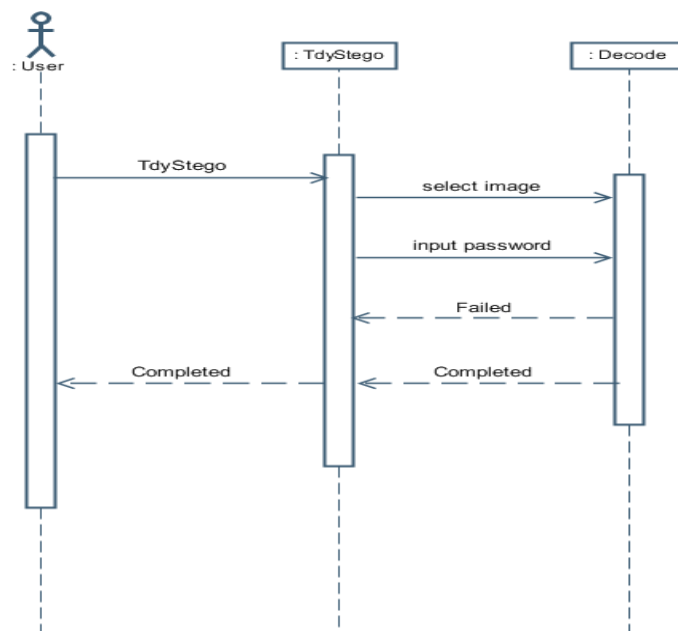 : User
: TdyStego
: Decode
TdyStego
select image
input password
Failed
Completed
Completed